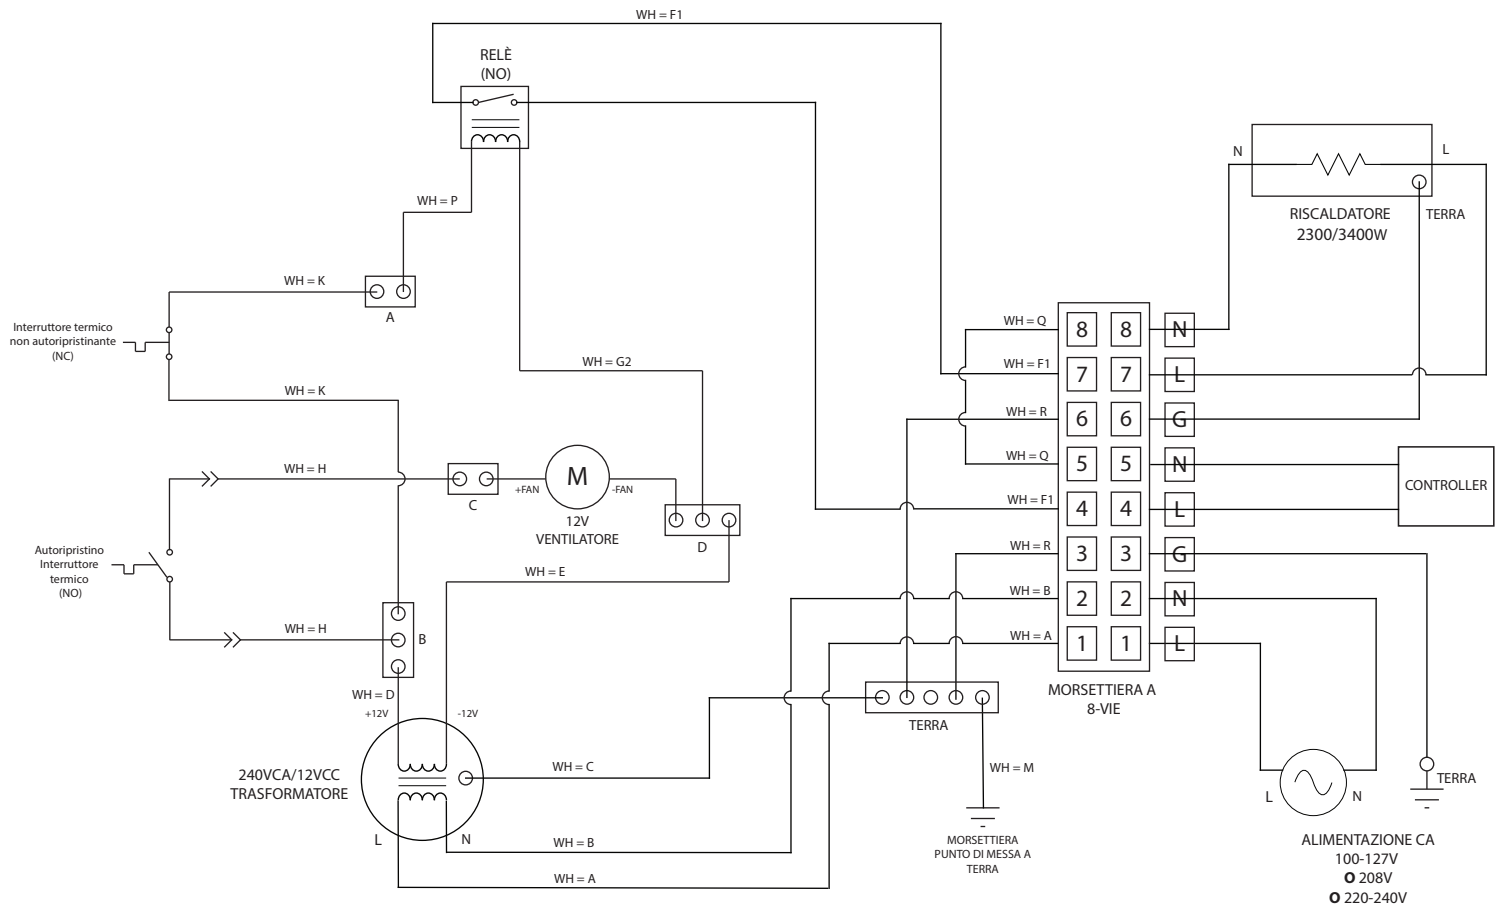 WH = F1
RELÈ
(NO)
WH = P
WH = K
A
Interruttore termico
non autoripristinante
(NC)
WH = K
WH = G2
WH = H
C
+FAN
M
-FAN
12V
VENTILATORE
D
Autoripristino
Interruttore
termico
(NO)
WH = E
WH = H
B
WH = D
+12V
-12V
240VCA/12VCC
TRASFORMATORE
WH = C
L
N
WH = B
WH = A
N
L
RISCALDATORE
2300/3400W
TERRA
WH = Q
8
8
N
WH = F1
7
7
L
WH = R
6
6
G
WH = Q
5
5
N
CONTROLLER
WH = F1
4
4
L
WH = R
3
3
G
WH = B
2
2
N
WH = A
1
1
L
MORSETTIERA A
8-VIE
TERRA
WH = M
MORSETTIERA
PUNTO DI MESSA A
TERRA
L
N
TERRA
ALIMENTAZIONE CA
100-127V
O 208V
O 220-240V